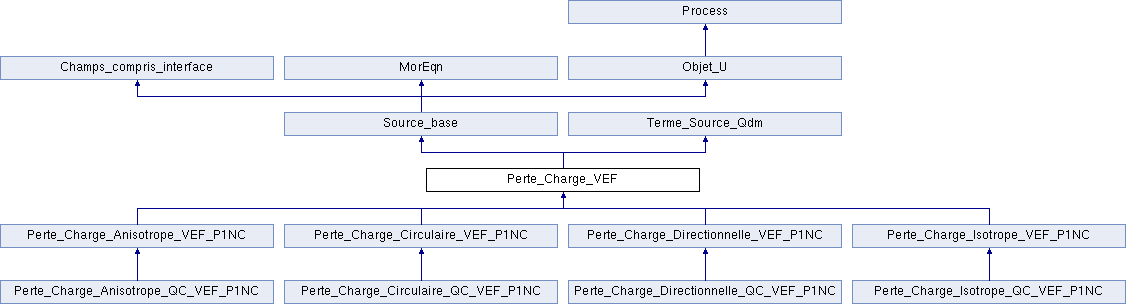 Process
Champs_compris_interface
MorEqn
Objet_U
Source_base
Terme_Source_Qdm
Perte_Charge_VEF
Perte_Charge_Anisotrope_VEF_P1NC
Perte_Charge_Circulaire_VEF_P1NC
Perte_Charge_Directionnelle_VEF_P1NC
Perte_Charge_Isotrope_VEF_P1NC
Perte_Charge_Anisotrope_QC_VEF_P1NC
Perte_Charge_Circulaire_QC_VEF_P1NC
Perte_Charge_Directionnelle_QC_VEF_P1NC
Perte_Charge_Isotrope_QC_VEF_P1NC